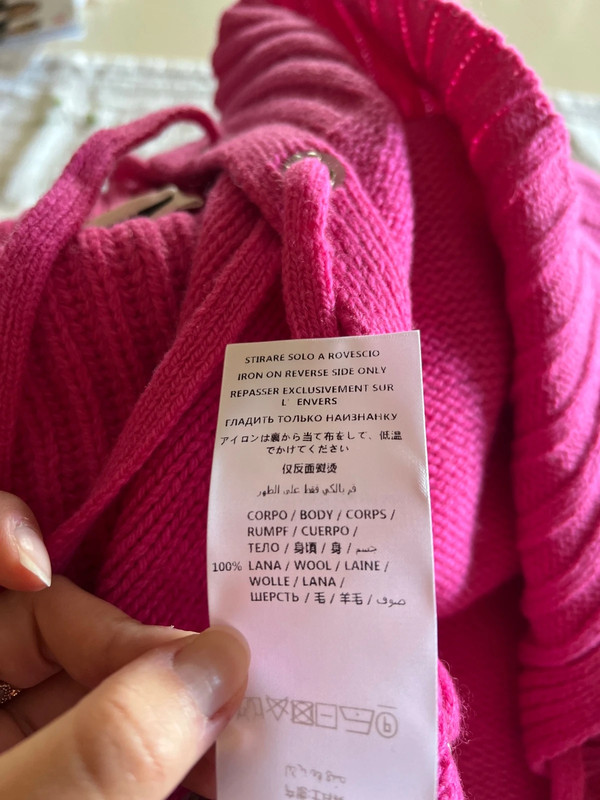 STIRARE SOLO A ROVESCIO
IRON ON REVERSE SIDE ONLY
REPASSER EXCLUSIVEMENT SUR
L' ENVERS
ГЛАДИТЬ ТОЛЬКО НАИЗНАНКУ
アイロンは裏から当て布をして、低温
でかけてください
仅反面熨烫
قم بالكي فقط على الظهر
CORPO / BODY / CORPS /
RUMPF / CUERPO /
ТЕЛО / 身頃 / 身 / جسم
100% LANA / WOOL / LAINE /
WOLLE / LANA /
ШЕРСТЬ / 毛 / 羊毛 / صوف